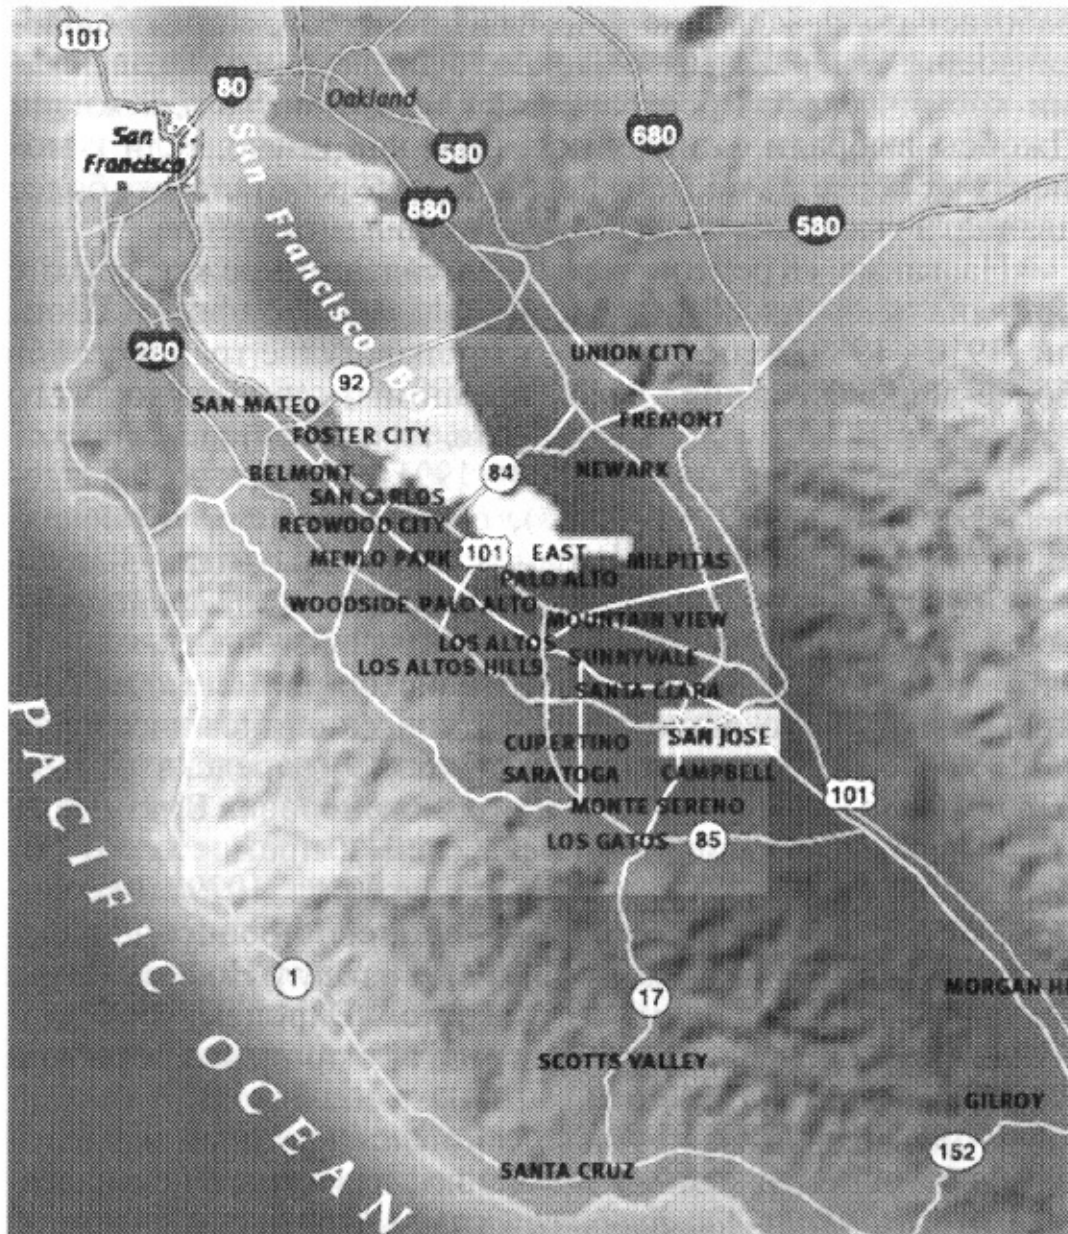 101
80
Oakland
San
Francisco
580
680
880
580
San Francisco Bay
280
UNION CITY
92
SAN MATEO
FREMONT
FOSTER CITY
BELMONT
84
NEWARK
SAN CARLOS
REDWOOD CITY
MENLO PARK
101
EAST
PALO ALTO
MILPITAS
WOODSIDE
PALO ALTO
MOUNTAIN VIEW
LOS ALTOS
SUNNYVALE
LOS ALTOS HILLS
SANTA CLARA
SAN JOSE
CUPERTINO
SARATOGA
CAMPBELL
101
MONTE SERENO
LOS GATOS
85
PACIFIC OCEAN
1
17
MORGAN H
SCOTTS VALLEY
GILROY
152
SANTA CRUZ